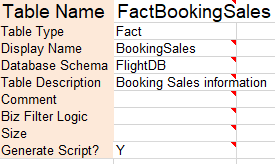 Table Name FactBookingSales
Table Type Fact
Display Name BookingSales
Database Schema FlightDB
Table Description Booking Sales information
Comment
Biz Filter Logic
Size
Generate Script? Y